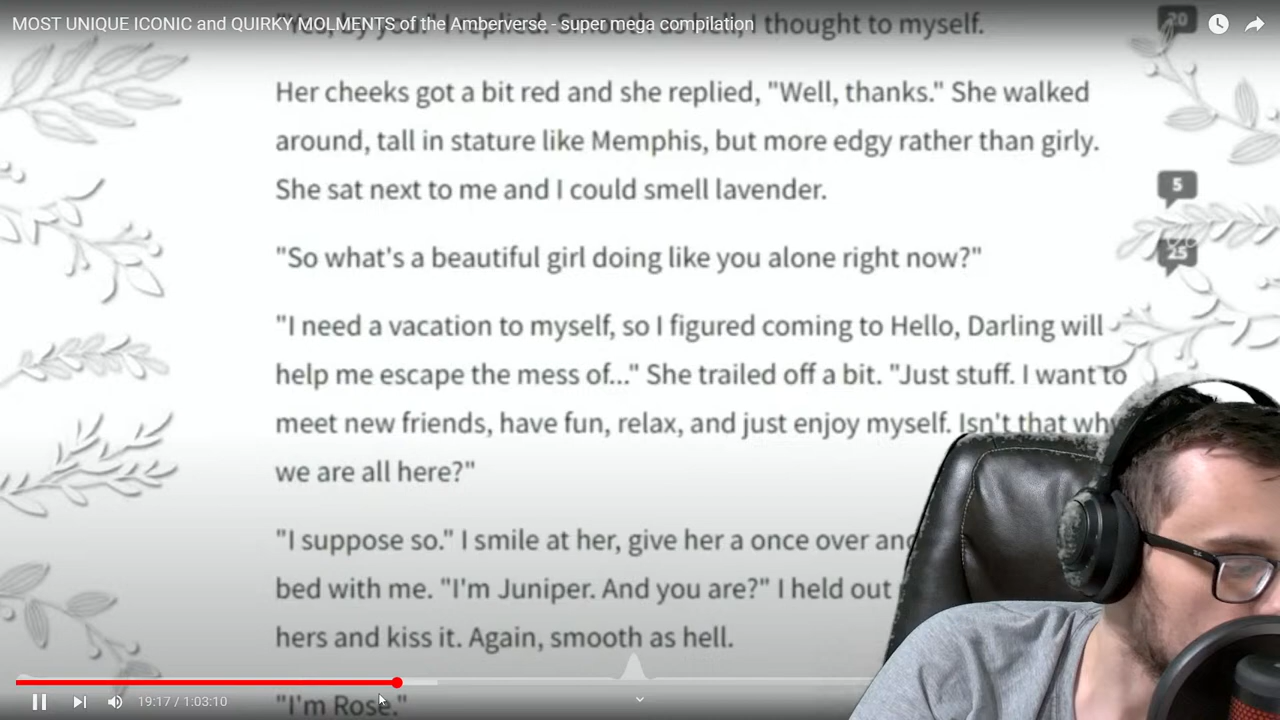 MOST UNIQUE ICONIC and QUIRKY MOLMENTS of the Amberverse - super mega compilation
I thought to myself.
20
Her cheeks got a bit red and she replied, "Well, thanks." She walked
around, tall in stature like Memphis, but more edgy rather than girly.
She sat next to me and I could smell lavender.
5
"So what's a beautiful girl doing like you alone right now?"
25
"I need a vacation to myself, so I figured coming to Hello, Darling will
help me escape the mess of..." She trailed off a bit. "Just stuff. I want to
meet new friends, have fun, relax, and just enjoy myself. Isn't that why
we are all here?"
"I suppose so." I smile at her, give her a once over and
bed with me. "I'm Juniper. And you are?" I held out
hers and kiss it. Again, smooth as hell.
"I'm Rose."
19:17 / 1:03:10